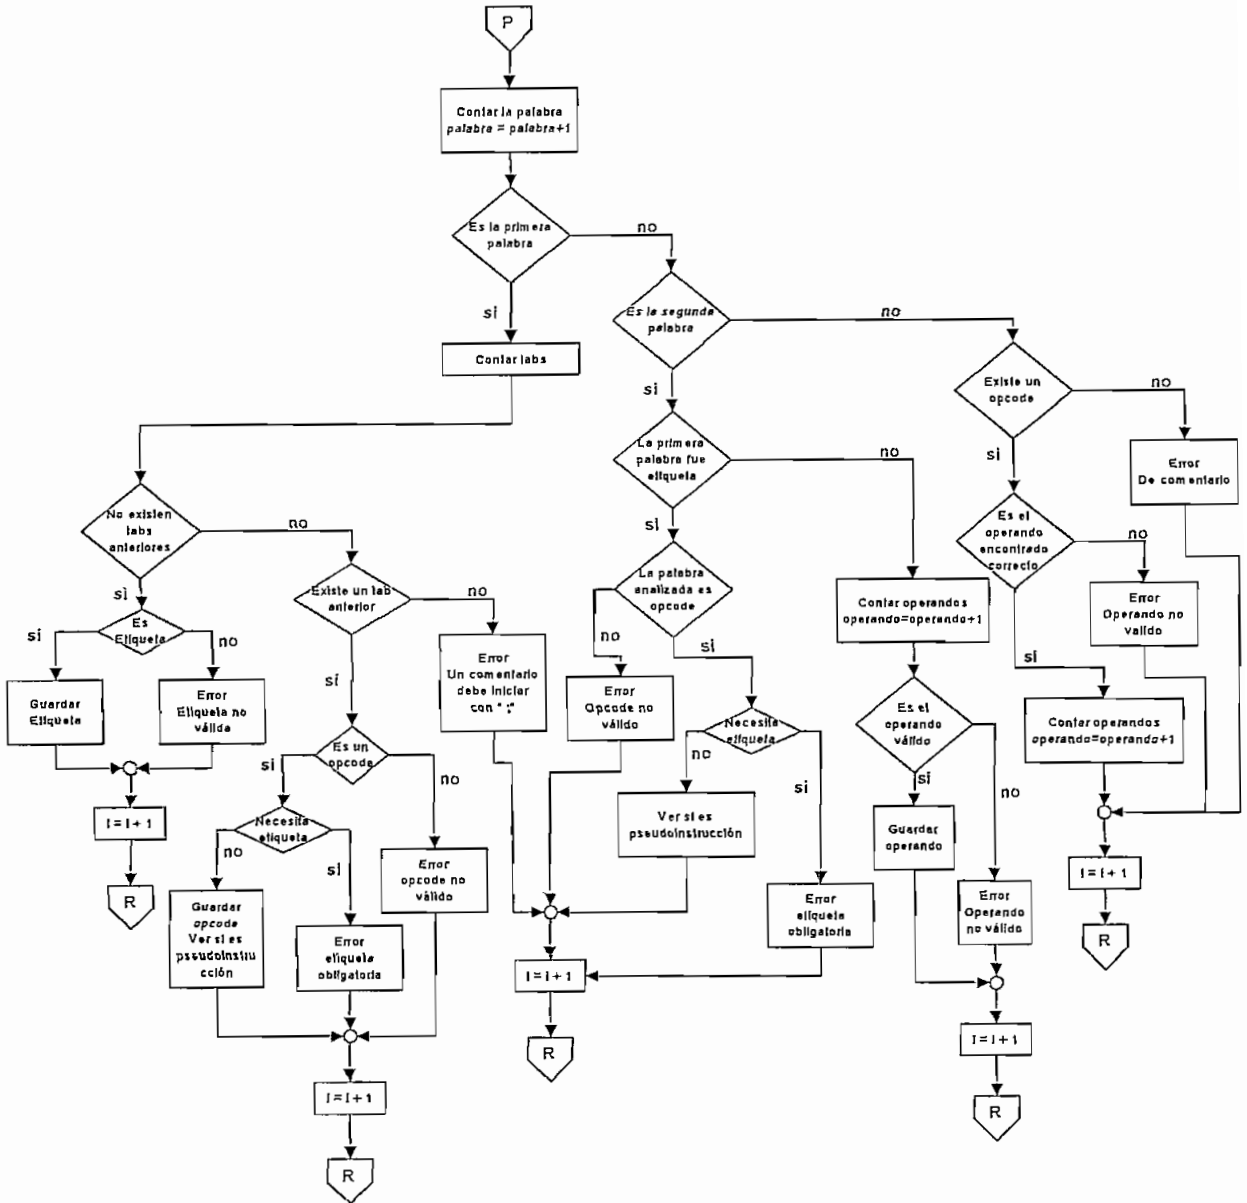 P
Contar la palabra
palabra = palabra+1
Es la primera
palabra
no
si
Contar tabs
Es la segunda
palabra
no
si
Existe un
opcode
no
si
Error
De comentario
La primera
palabra fue
etiqueta
no
si
No existen
tabs
anteriores
no
si
Es el
operando
encontrado
correcto
no
si
Error
Operando no
valido
Contar operandos
operando=operando+1
I = I + 1
R
Existe un tab
anterior
no
si
Error
Un comentario
debe iniciar
con " ;"
La palabra
analizada es
opcode
no
si
Error
Opcode no
válido
Necesita
etiqueta
no
si
Ver si es
pseudoinstrucción
Error
etiqueta
obligatoria
I = I + 1
R
Contar operandos
operando=operando+1
Es el
operando
válido
si
no
Guardar
operando
Error
Operando
no válido
I = I + 1
R
Es
Etiqueta
si
no
Guardar
Etiqueta
Error
Etiqueta no
válida
I = I + 1
R
Es un
opcode
si
no
Necesita
etiqueta
no
si
Guardar
opcode
Ver si es
pseudoinstru
cción
Error
etiqueta
obligatoria
Error
opcode no
válido
I = I + 1
R